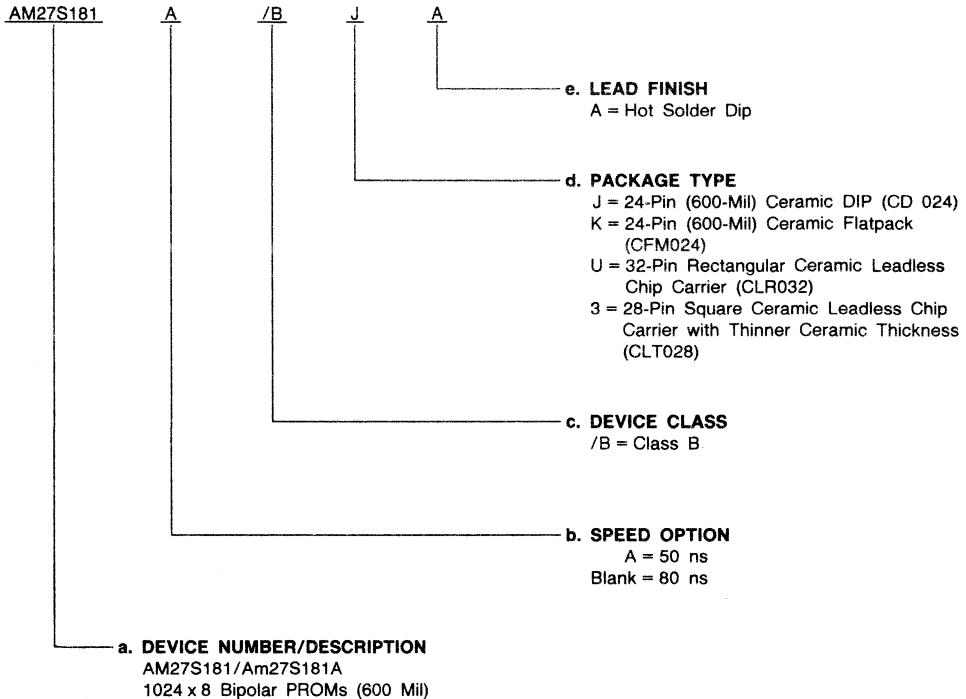 AM27S181 A /B J A
e. LEAD FINISH
A = Hot Solder Dip
d. PACKAGE TYPE
J = 24-Pin (600-Mil) Ceramic DIP (CD 024)
K = 24-Pin (600-Mil) Ceramic Flatpack
(CFM024)
U = 32-Pin Rectangular Ceramic Leadless
Chip Carrier (CLR032)
3 = 28-Pin Square Ceramic Leadless Chip
Carrier with Thinner Ceramic Thickness
(CLT028)
c. DEVICE CLASS
/B = Class B
b. SPEED OPTION
A = 50 ns
Blank = 80 ns
a. DEVICE NUMBER/DESCRIPTION
AM27S181/Am27S181A
1024 x 8 Bipolar PROMs (600 Mil)